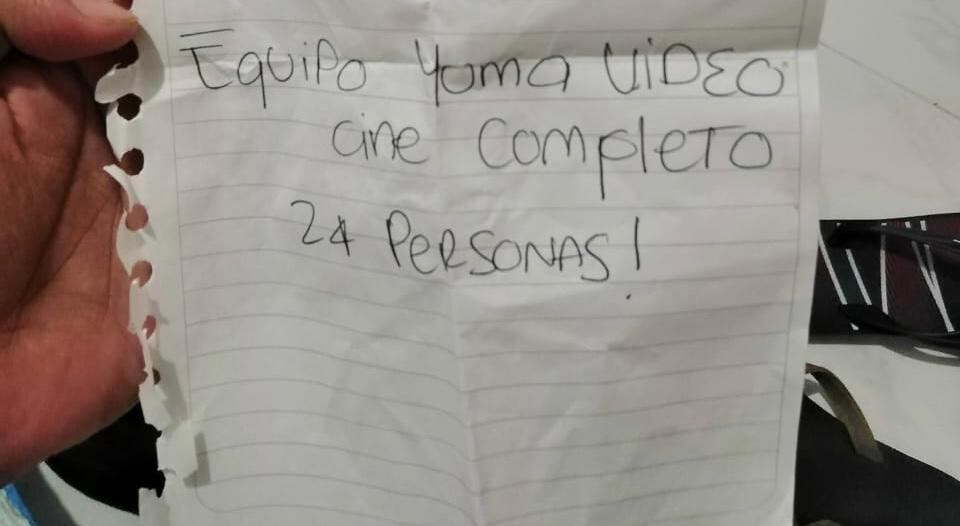 Equipo Yoma VIDEO
cine completo
24 PERSONAS!